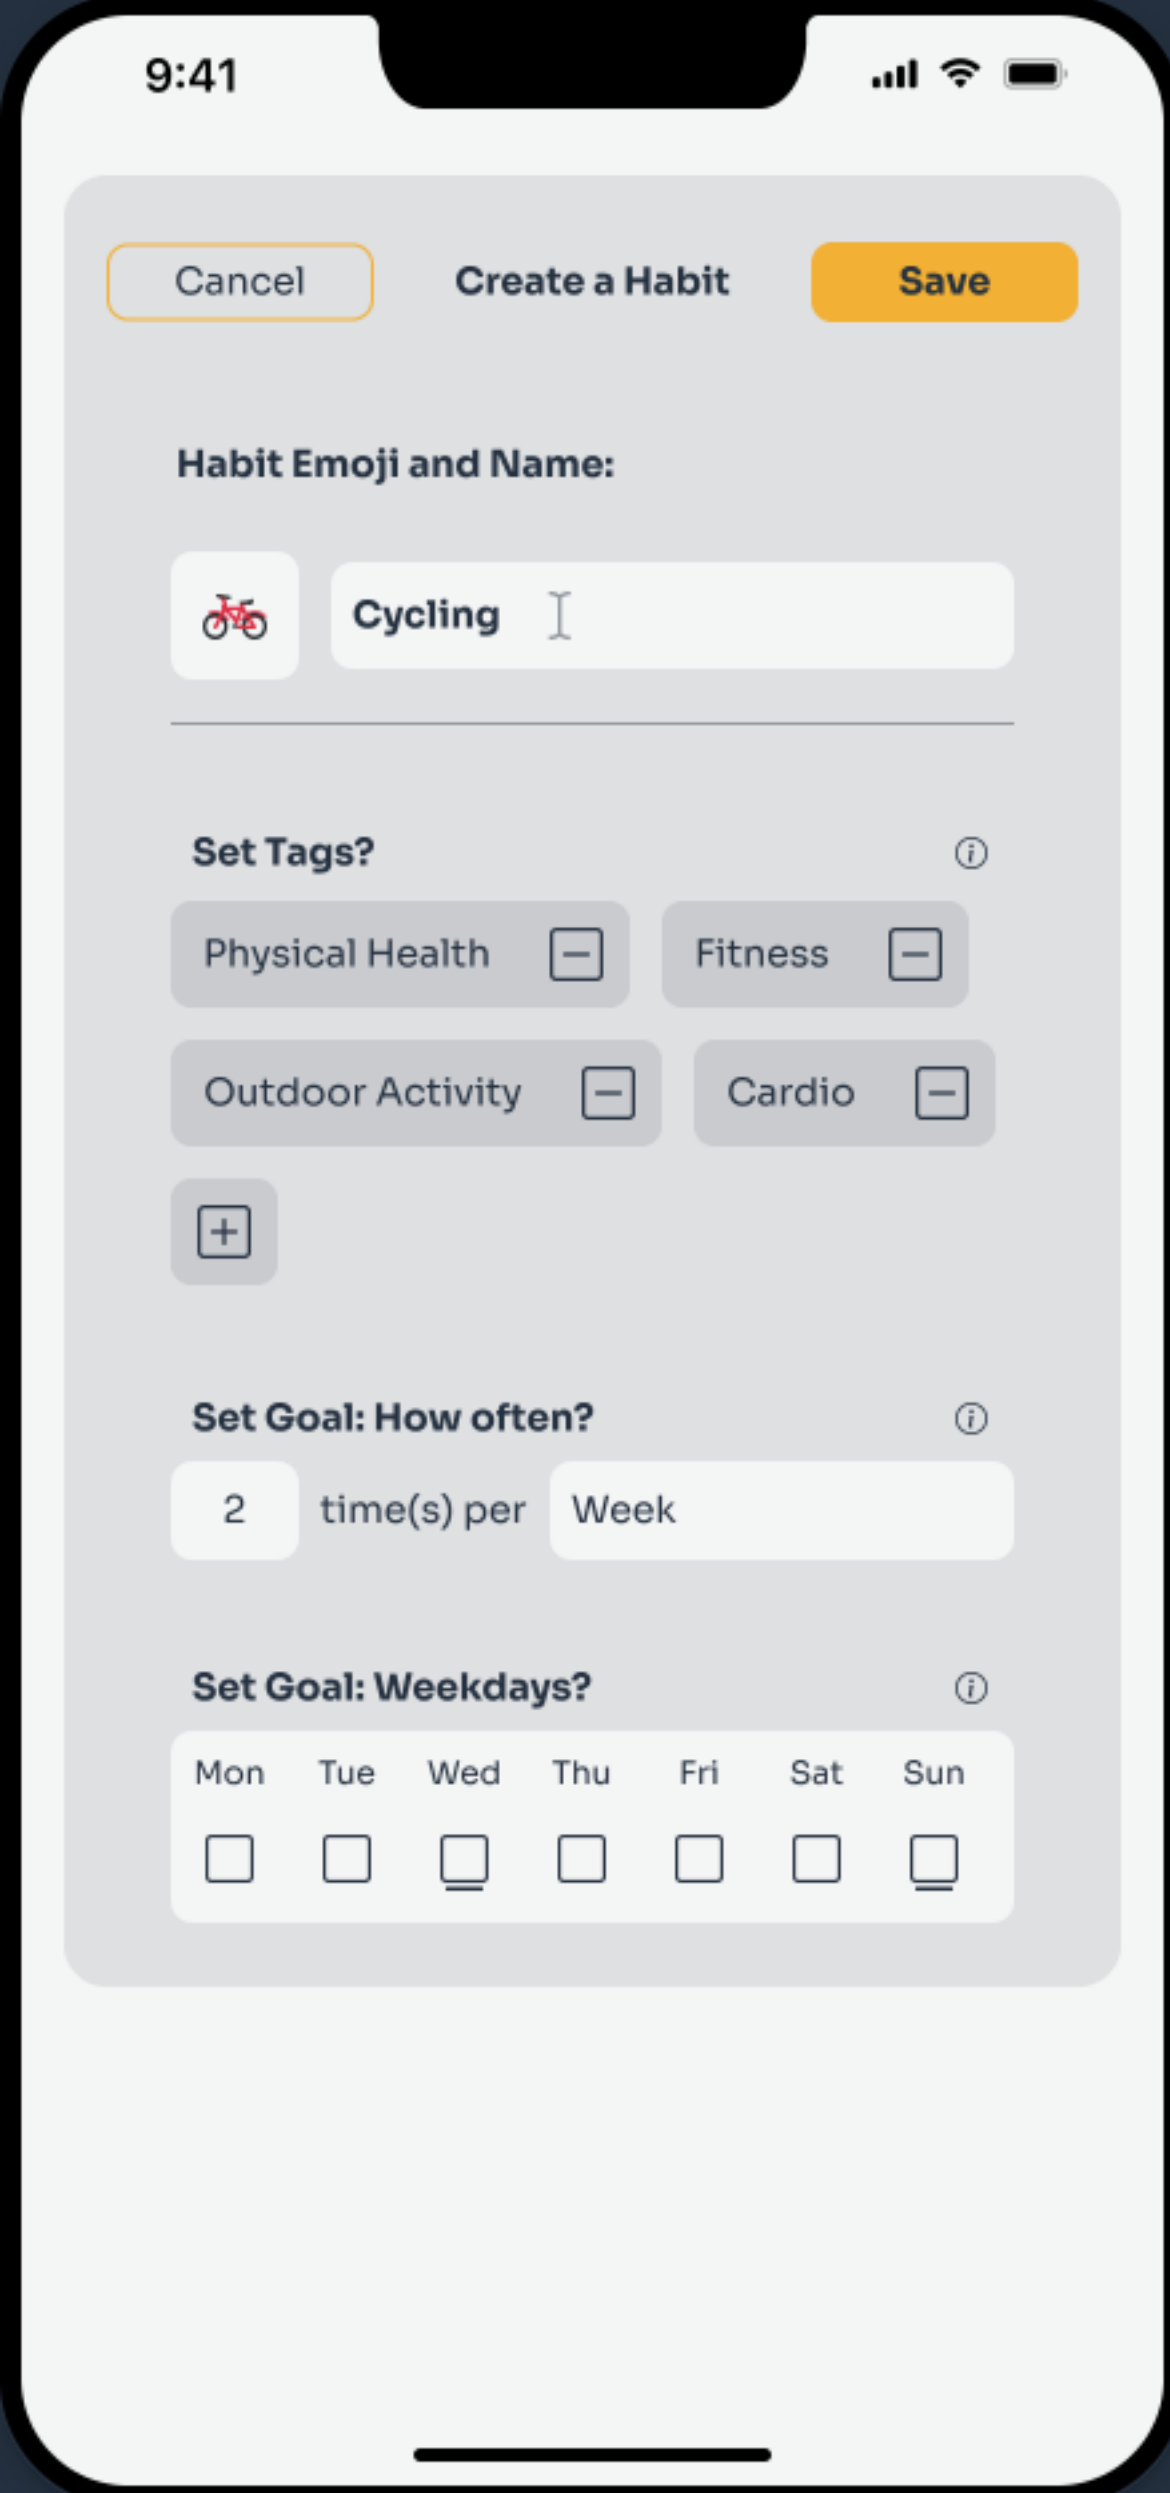 9:41
Cancel Create a Habit Save
Habit Emoji and Name:
Cycling
Set Tags?
Physical Health Fitness
Outdoor Activity Cardio
Set Goal: How often?
2 time(s) per Week
Set Goal: Weekdays?
Mon Tue Wed Thu Fri Sat Sun